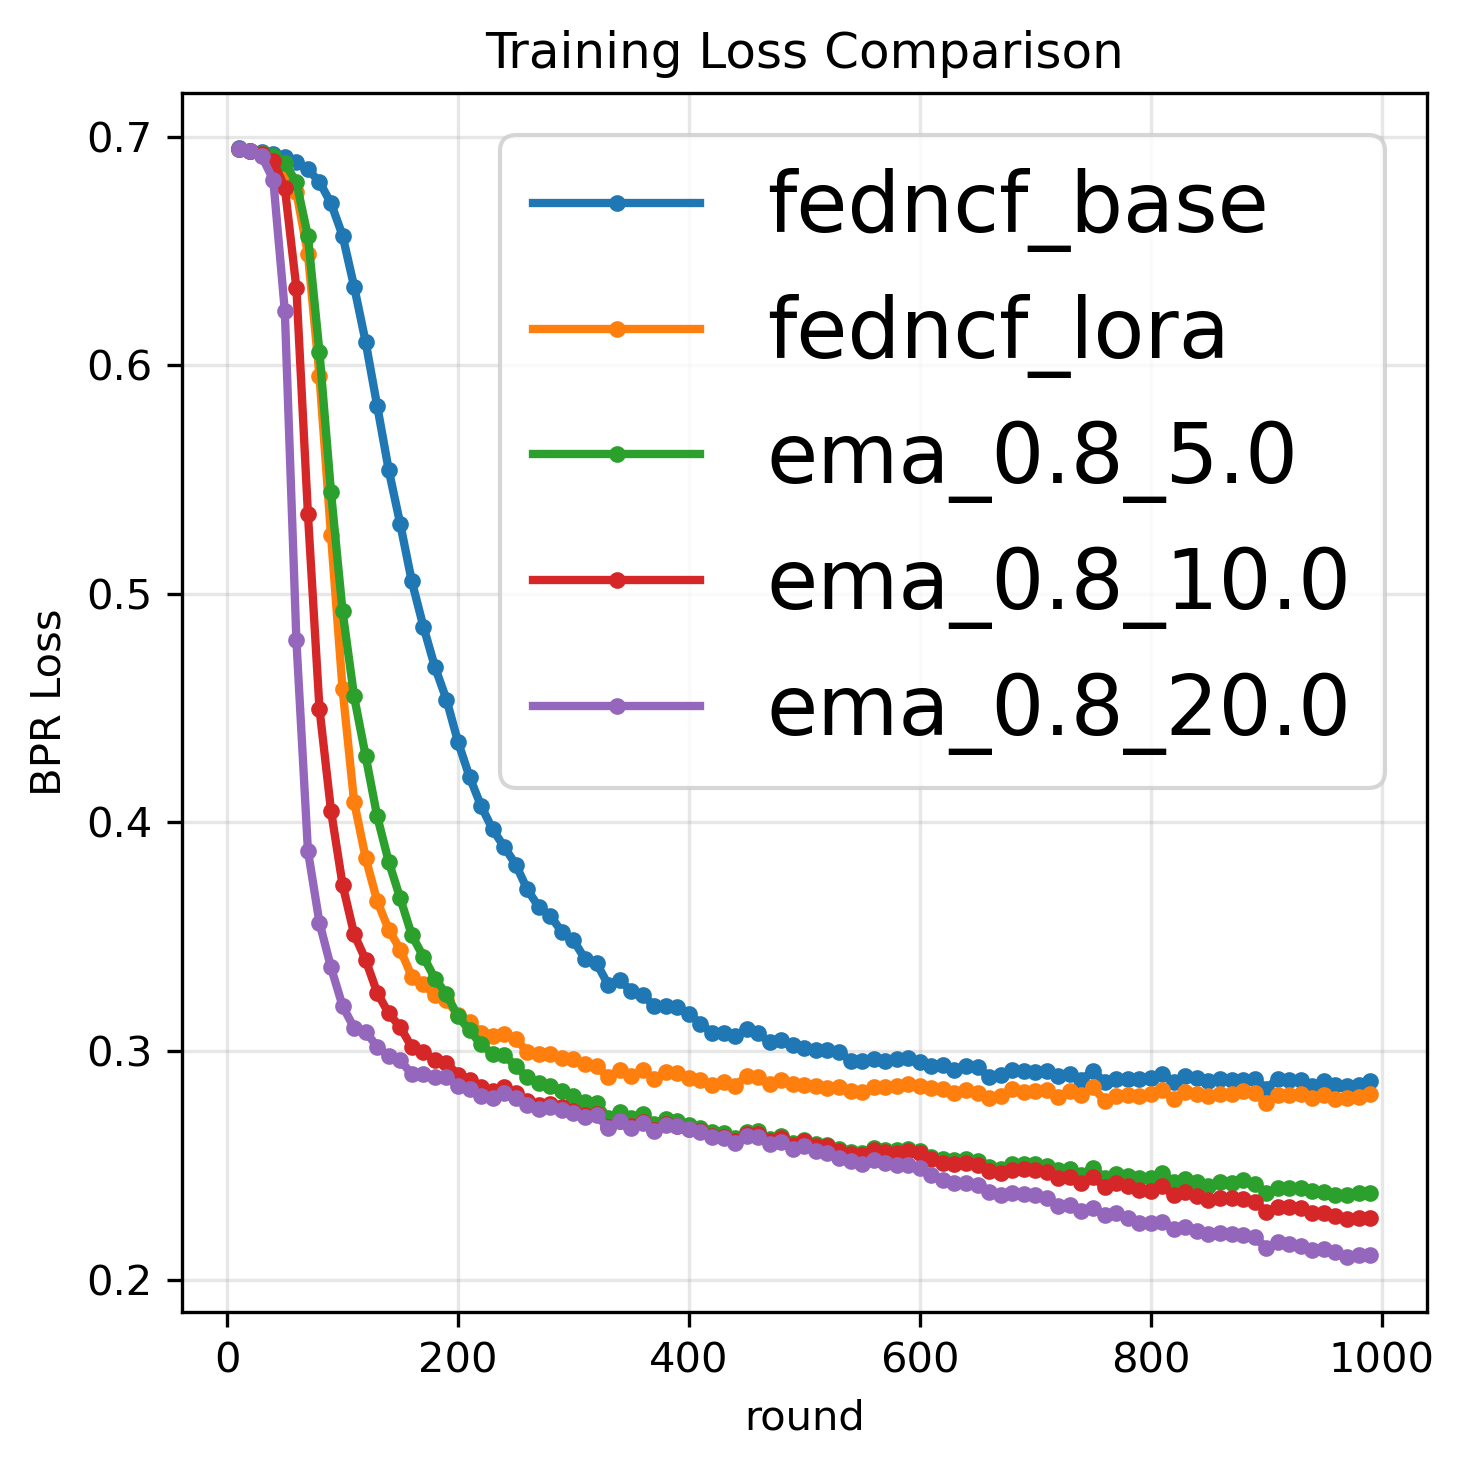 Training Loss Comparison
0.7
0.6
0.5
0.4
0.3
0.2
BPR Loss
fedncf_base
fedncf_lora
ema_0.8_5.0
ema_0.8_10.0
ema_0.8_20.0
0 200 400 600 800 1000
round